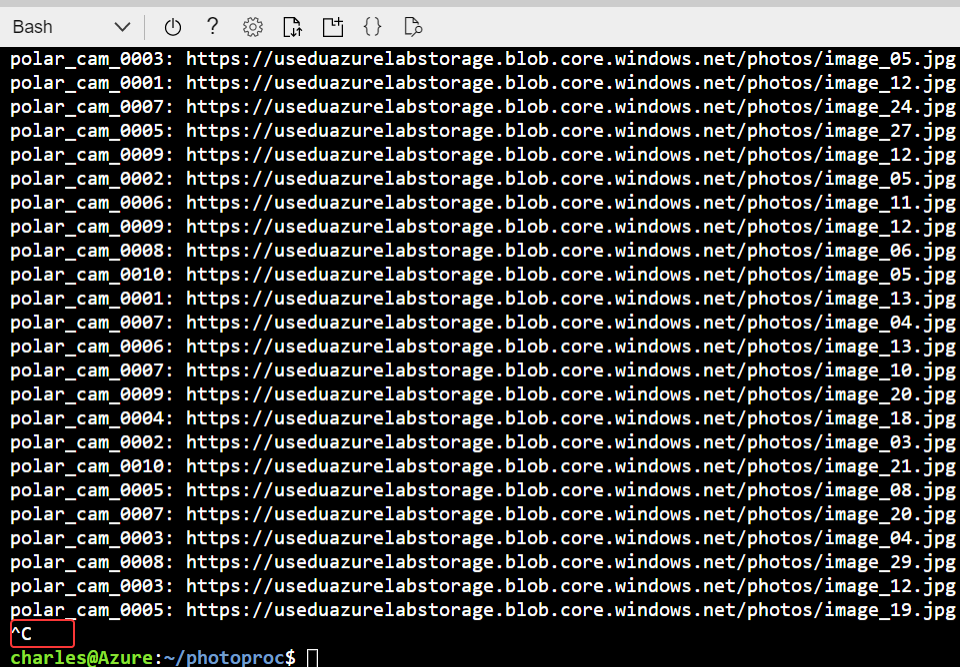 Bash
polar_cam_0003: https://useduazurelabstorage.blob.core.windows.net/photos/image_05.jpg
polar_cam_0001: https://useduazurelabstorage.blob.core.windows.net/photos/image_12.jpg
polar_cam_0007: https://useduazurelabstorage.blob.core.windows.net/photos/image_24.jpg
polar_cam_0005: https://useduazurelabstorage.blob.core.windows.net/photos/image_27.jpg
polar_cam_0009: https://useduazurelabstorage.blob.core.windows.net/photos/image_12.jpg
polar_cam_0002: https://useduazurelabstorage.blob.core.windows.net/photos/image_05.jpg
polar_cam_0006: https://useduazurelabstorage.blob.core.windows.net/photos/image_11.jpg
polar_cam_0009: https://useduazurelabstorage.blob.core.windows.net/photos/image_12.jpg
polar_cam_0008: https://useduazurelabstorage.blob.core.windows.net/photos/image_06.jpg
polar_cam_0010: https://useduazurelabstorage.blob.core.windows.net/photos/image_05.jpg
polar_cam_0001: https://useduazurelabstorage.blob.core.windows.net/photos/image_13.jpg
polar_cam_0007: https://useduazurelabstorage.blob.core.windows.net/photos/image_04.jpg
polar_cam_0006: https://useduazurelabstorage.blob.core.windows.net/photos/image_13.jpg
polar_cam_0007: https://useduazurelabstorage.blob.core.windows.net/photos/image_10.jpg
polar_cam_0009: https://useduazurelabstorage.blob.core.windows.net/photos/image_20.jpg
polar_cam_0004: https://useduazurelabstorage.blob.core.windows.net/photos/image_18.jpg
polar_cam_0002: https://useduazurelabstorage.blob.core.windows.net/photos/image_03.jpg
polar_cam_0010: https://useduazurelabstorage.blob.core.windows.net/photos/image_21.jpg
polar_cam_0005: https://useduazurelabstorage.blob.core.windows.net/photos/image_08.jpg
polar_cam_0007: https://useduazurelabstorage.blob.core.windows.net/photos/image_20.jpg
polar_cam_0003: https://useduazurelabstorage.blob.core.windows.net/photos/image_04.jpg
polar_cam_0008: https://useduazurelabstorage.blob.core.windows.net/photos/image_29.jpg
polar_cam_0003: https://useduazurelabstorage.blob.core.windows.net/photos/image_12.jpg
polar_cam_0005: https://useduazurelabstorage.blob.core.windows.net/photos/image_19.jpg
^C
charles@Azure:~/photoproc$